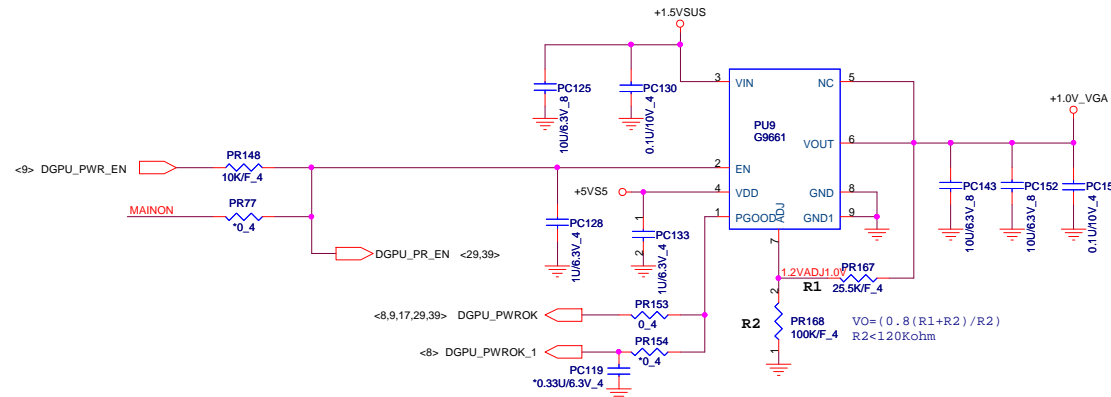 +1.5VSUS
+1.0V_VGA
PC125
10U/6.3V_8
PC130
0.1U/10V_4
3
VIN
NC
5
PU9
G9661
VOUT
6
<9> DGPU_PWR_EN
PR148
10K/F_4
2
EN
MAINON
PR77
*0_4
+5VS5
4
VDD
GND
8
1
PGOOD
ADJ
GND1
9
7
DGPU_PR_EN <29,39>
PC128
1U/6.3V_4
1
PC133
2
1U/6.3V_4
PC143
10U/6.3V_8
PC152
10U/6.3V_8
PC15
0.1U/10V_4
1.2VADJ1.0V
PR167
R1
25.5K/F_4
2
R2
PR168
100K/F_4
1
VO=(0.8(R1+R2)/R2)
R2<120Kohm
<8,9,17,29,39> DGPU_PWROK
PR153
0_4
<8> DGPU_PWROK_1
PR154
*0_4
PC119
*0.33U/6.3V_4